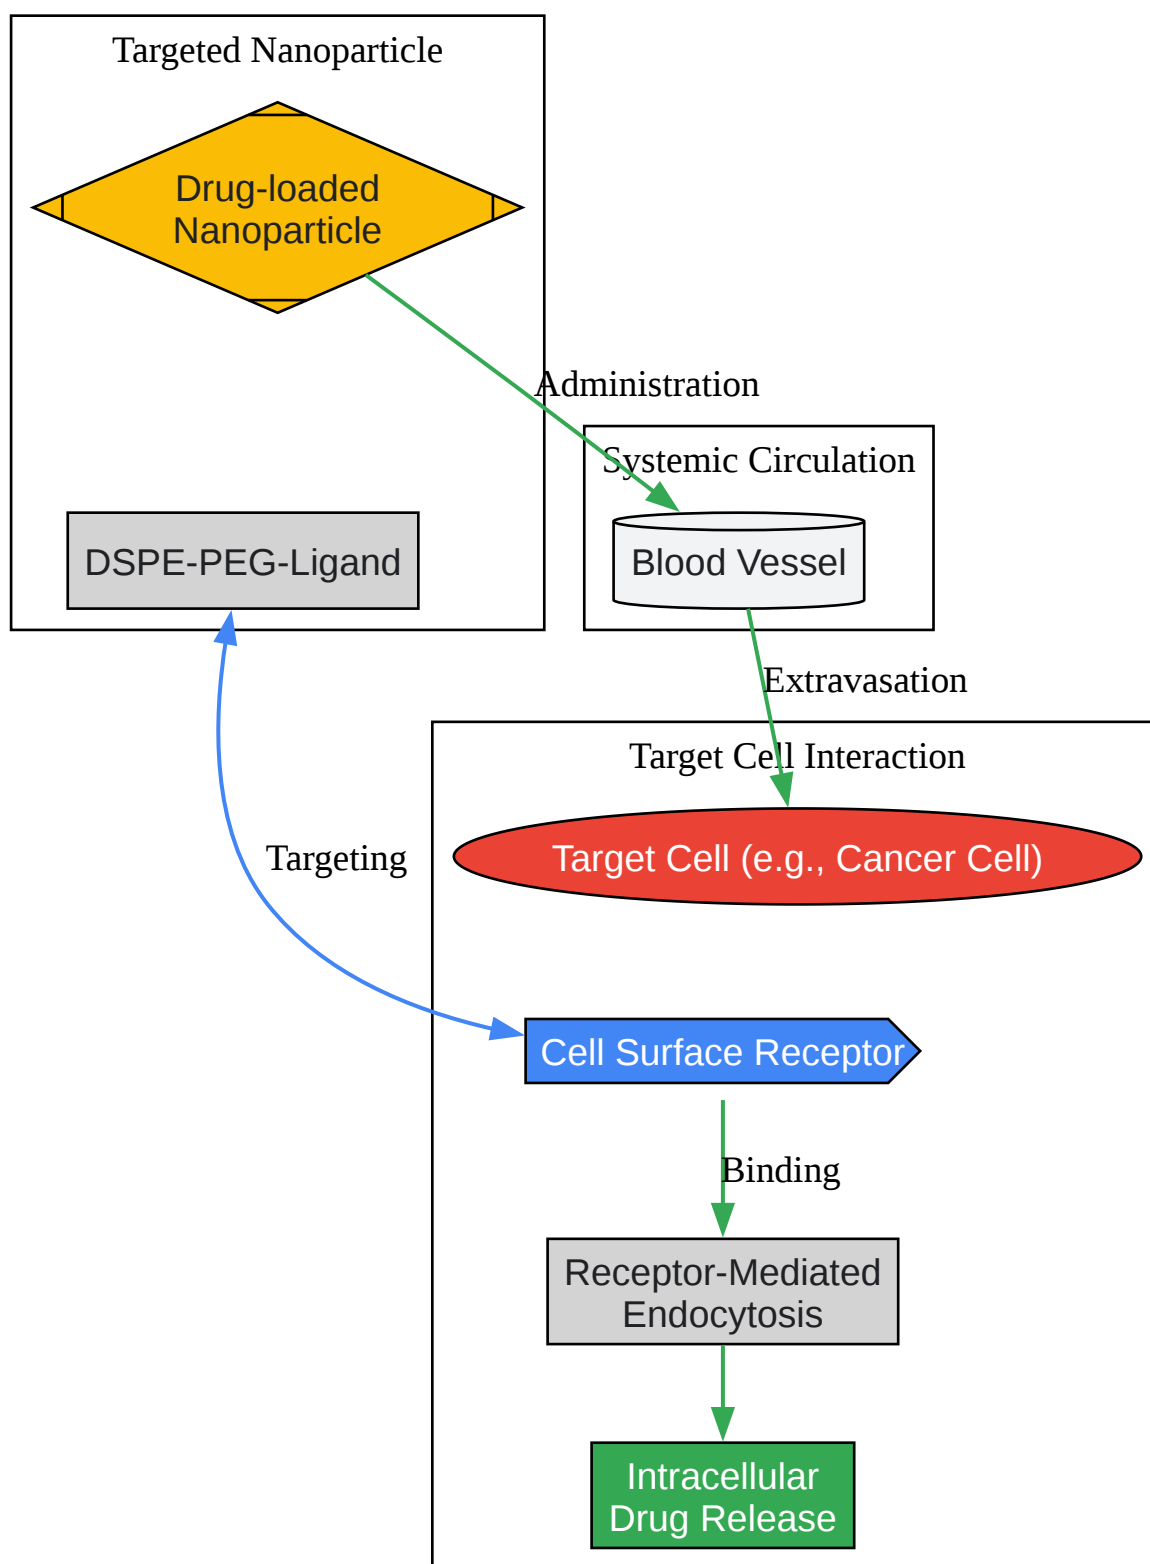 Targeted Nanoparticle
Drug-loaded
Nanoparticle
Administration
Systemic Circulation
DSPE-PEG-Ligand
Blood Vessel
Extravasation
Target Cell Interaction
Targeting
Target Cell (e.g., Cancer Cell)
Cell Surface Receptor
Binding
Receptor-Mediated
Endocytosis
Intracellular
Drug Release